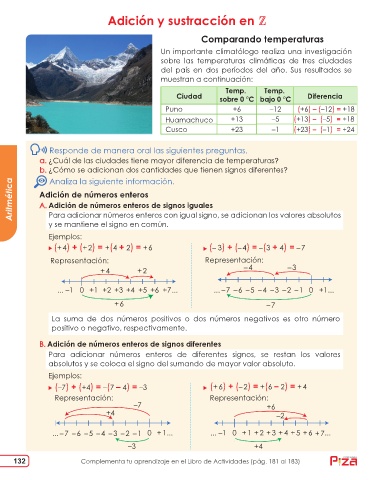 Adición y sustracción en ℤ
Comparando temperaturas
Un importante climatólogo realiza una investigación
sobre las temperaturas climáticas de tres ciudades
del país en dos periodos del año. Sus resultados se
muestran a continuación:
Ciudad Temp. sobre 0 °C Temp. bajo 0 °C Diferencia
Puno +6 −12 (+6) − (−12) = +18
Huamachuco +13 −5 (+13) − (−5) = +18
Cusco +23 −1 (+23) − (−1) = +24
Responde de manera oral las siguientes preguntas.
a. ¿Cuál de las ciudades tiene mayor diferencia de temperaturas?
b. ¿Cómo se adicionan dos cantidades que tienen signos diferentes?
Analiza la siguiente información.
Adición de números enteros
A. Adición de números enteros de signos iguales
Para adicionar números enteros con igual signo, se adicionan los valores absolutos
y se mantiene el signo en común.
Ejemplos:
(+4) + (+2) = +(4 + 2) = +6
(−3) + (−4) = −(3 + 4) = −7
Representación:
Representación:
+4 +2
−4 −3
... −1 0 +1 +2 +3 +4 +5 +6 +7...
... −7 −6 −5 −4 −3 −2 −1 0 +1...
+6
−7
La suma de dos números positivos o dos números negativos es otro número
positivo o negativo, respectivamente.
B. Adición de números enteros de signos diferentes
Para adicionar números enteros de diferentes signos, se restan los valores
absolutos y se coloca el signo del sumando de mayor valor absoluto.
Ejemplos:
(−7) + (+4) = −(7 − 4) = −3
(+6) + (−2) = +(6 − 2) = +4
Representación:
Representación:
−7
+6
+4
−2
... −7 −6 −5 −4 −3 −2 −1 0 +1...
... −1 0 +1 +2 +3 +4 +5 +6 +7...
−3
+4
Aritmética
132
Complementa tu aprendizaje en el Libro de Actividades (pág. 181 al 183)